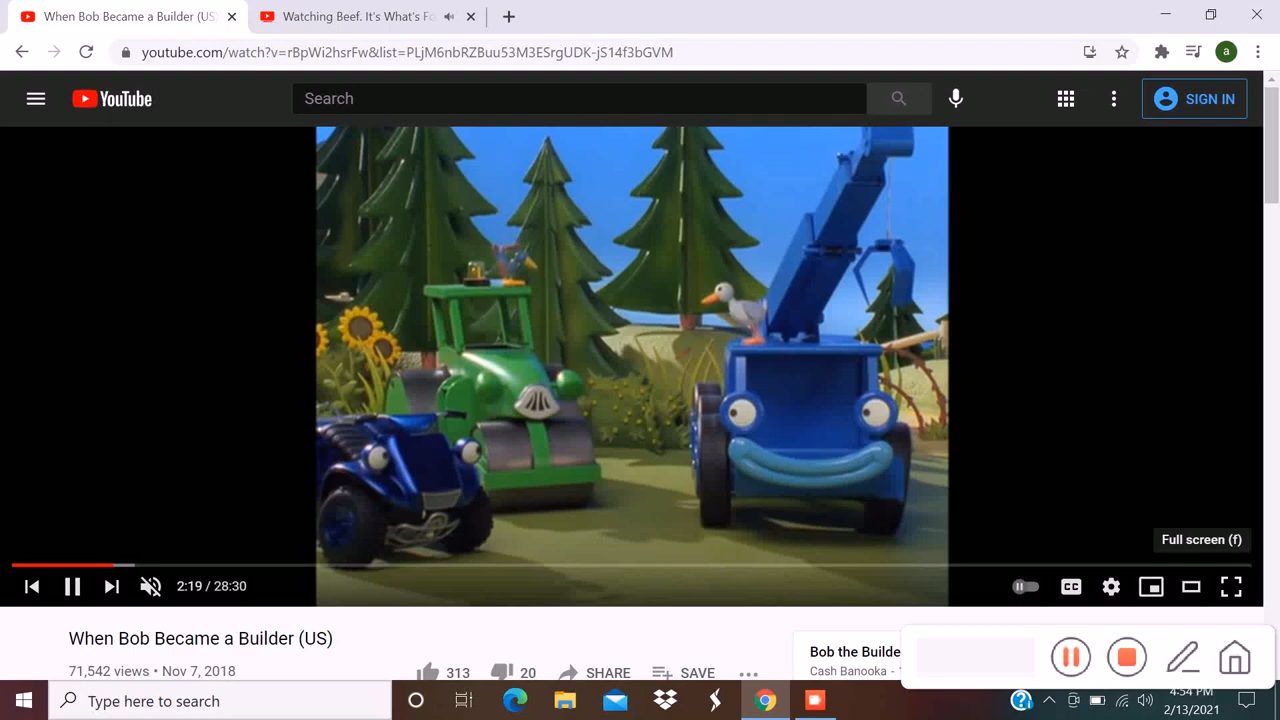 When Bob Became a Builder (US
Watching Beef. It's What's Fo
youtube.com/watch?v=rBpWi2hsrFw&list=PLjM6nbRZBuu53M3ESrgUDK-jS14f3bGVM
a
YouTube
Search
SIGN IN
Full screen (f)
2:19 / 28:30
CC
When Bob Became a Builder (US)
71,542 views • Nov 7, 2018
313
20
SHARE
SAVE
Bob the Builde
Cash Banooka -
Type here to search
4:54 PM
2/13/2021